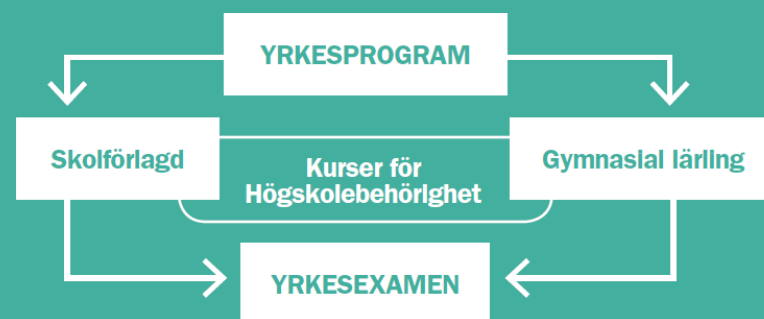 YRKESPROGRAM
Skolförlagd
Kurser för
Högskolebehörighet
Gymnasial lärling
YRKESEXAMEN